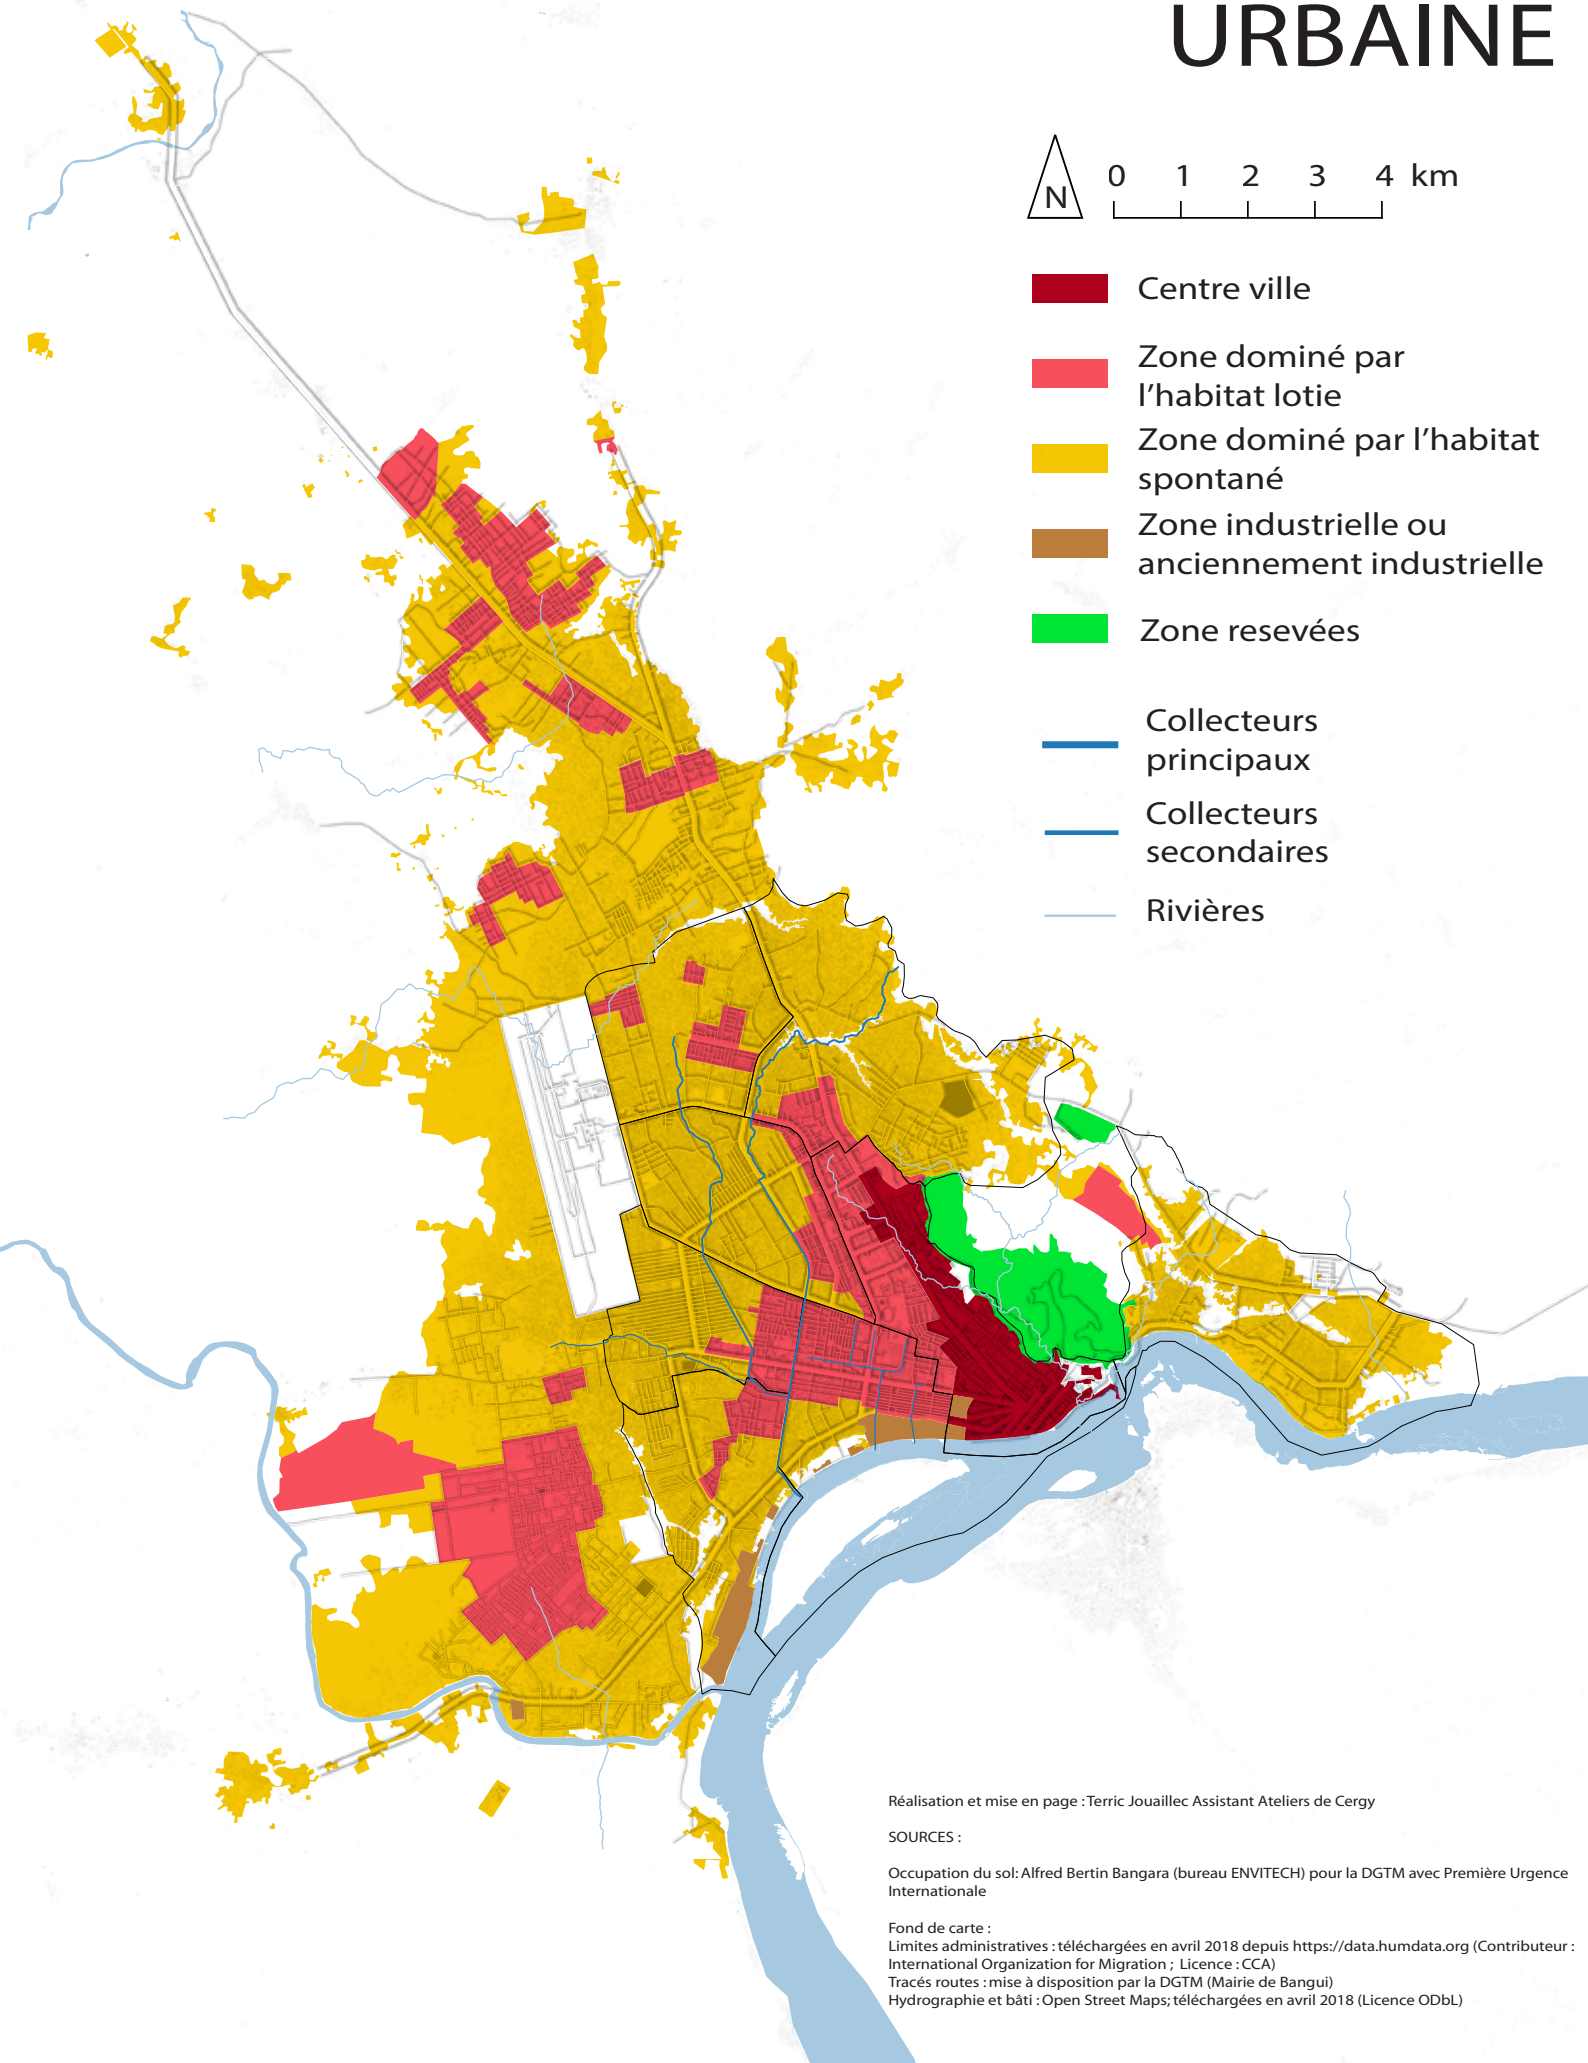 URBAINE
N
0 1 2 3 4 km
Centre ville
Zone dominé par
l'habitat lotie
Zone dominé par l'habitat
spontané
Zone industrielle ou
anciennement industrielle
Zone resevées
Collecteurs
principaux
Collecteurs
secondaires
Rivières
Réalisation et mise en page : Terric Jouaillec Assistant Ateliers de Cergy
SOURCES :
Occupation du sol: Alfred Bertin Bangara (bureau ENVITECH) pour la DGTM avec Première Urgence
Internationale
Fond de carte :
Limites administratives : téléchargées en avril 2018 depuis https://data.humdata.org (Contributeur :
International Organization for Migration ; Licence : CCA)
Tracés routes : mise à disposition par la DGTM (Mairie de Bangui)
Hydrographie et bâti : Open Street Maps; téléchargées en avril 2018 (Licence ODbL)